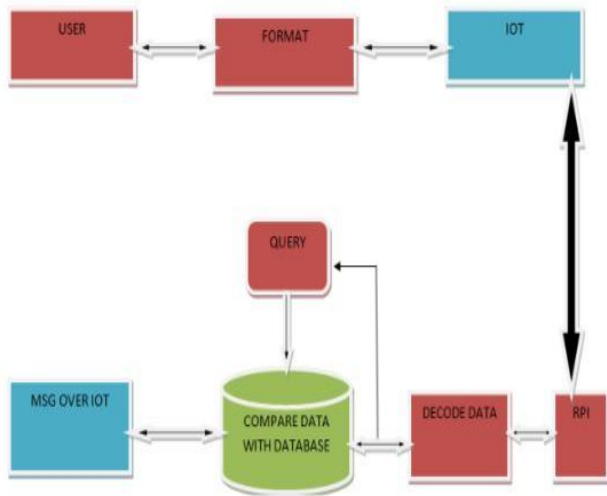 USER
FORMAT
IOT
QUERY
MSG OVER IOT
COMPARE DATA
WITH DATABASE
DECODE DATA
RPI